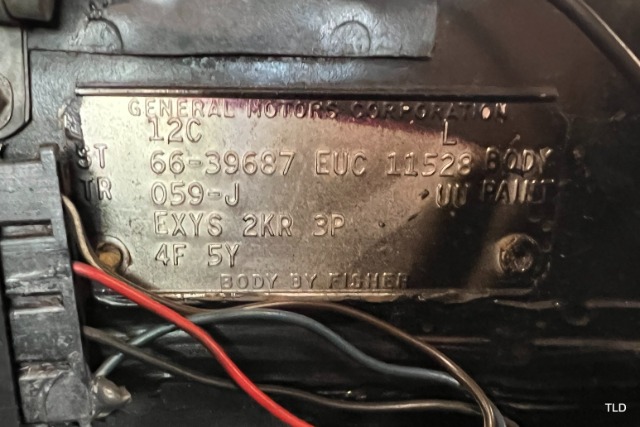 GENERAL MOTORS CORPORATION
12C L
ST 66-39687 EUC 11528 BODY
TR 059-J UU PAINT
EXYS 2KR 3P
4F 5Y
BODY BY FISHER
TLD